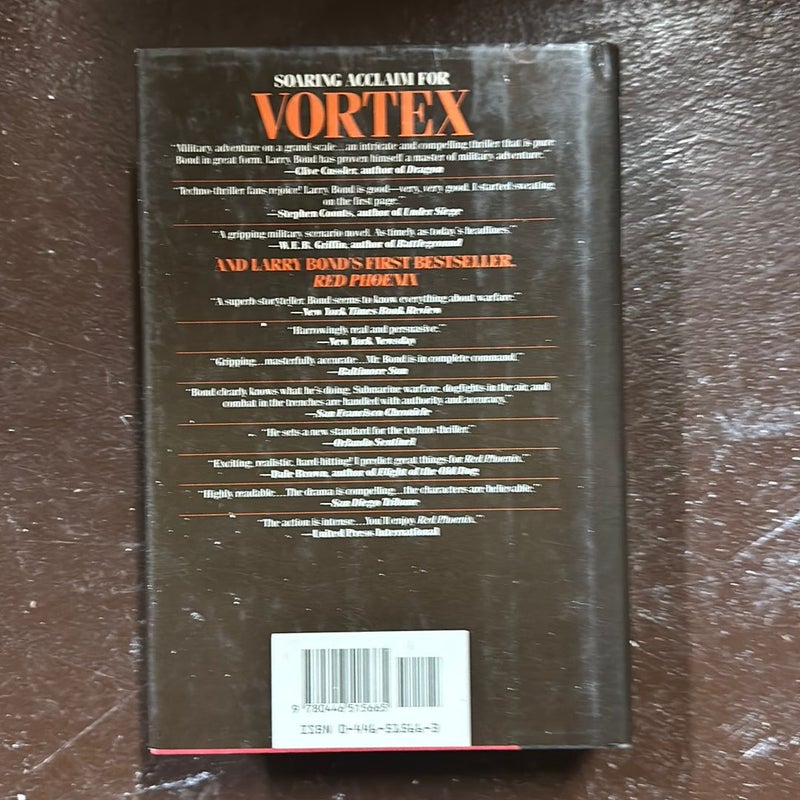 SOARING ACCLAIM FOR
VORTEX
"Military adventure on a grand scale...an intricate and compelling thriller that is pure
Bond in great form. Larry Bond has proven himself a master of military adventure."
—Clive Cussler, author of Dragon
"Techno-thriller fans rejoice! Larry Bond is good—very, very good. I started sweating
on the first page."
—Stephen Coonts, author of Under Siege
"A gripping military scenario novel. As timely as today's headlines."
—W.E.B. Griffin, author of Battleground
AND LARRY BOND'S FIRST BESTSELLER,
RED PHOENIX
"A superb storyteller. Bond seems to know everything about warfare."
—New York Times Book Review
"Harrowingly real and persuasive."
—New York Newsday
"Gripping...masterfully accurate...Mr. Bond is in complete command."
—Baltimore Sun
"Bond clearly knows what he's doing. Submarine warfare, dogfights in the air, and
combat in the trenches are handled with authority and accuracy."
—San Francisco Chronicle
"He sets a new standard for the techno-thriller."
—Orlando Sentinel
"Exciting, realistic, hard-hitting! I predict great things for Red Phoenix."
—Dale Brown, author of Flight of the Old Dog
"Highly readable...The drama is compelling...the characters are believable."
—San Diego Tribune
"The action is intense...You'll enjoy Red Phoenix."
—United Press International
9 780446 515665
ISBN 0-446-51566-3